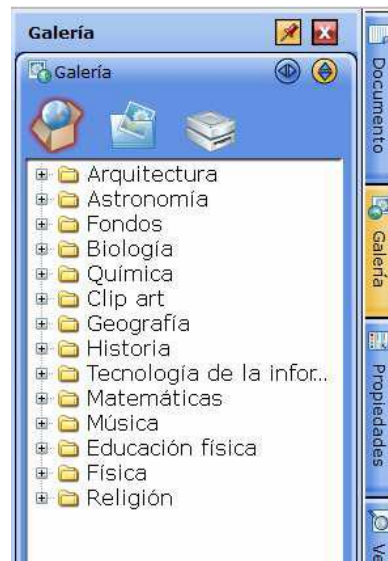 Galería
Galería
Arquitectura
Astronomía
Fondos
Biología
Química
Clip art
Geografía
Historia
Tecnología de la infor...
Matemáticas
Música
Educación física
Física
Religión
Documento
Galería
Propiedades